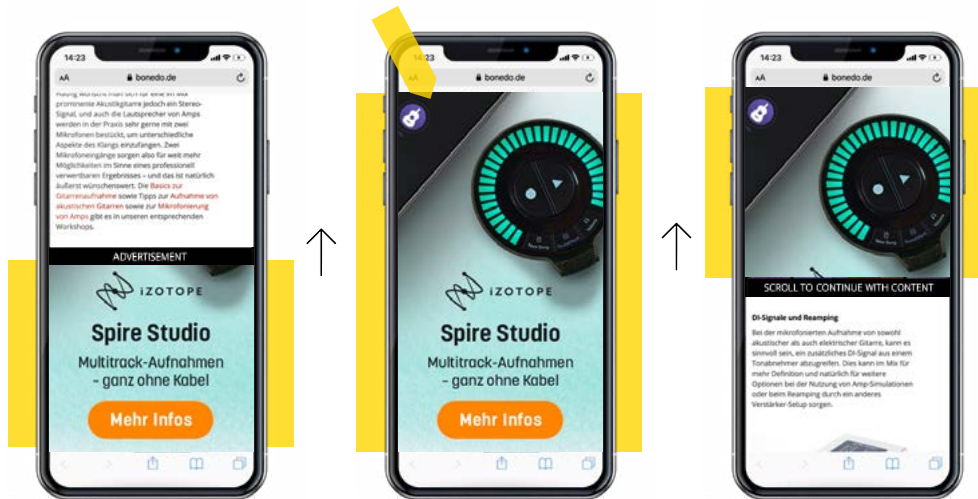 14:23
AA bonedo.de
prominente Akustikgitarre jedoch ein Stereo-
Signal, und auch die Lautsprecher von Amps
werden in der Praxis sehr gerne mit zwei
Mikrofonen bestückt, um unterschiedliche
Aspekte des Klangs einzufangen. Zwei
Mikrofoneingänge sorgen also für weit mehr
Möglichkeiten im Sinne eines professionell
verwertbaren Ergebnisses – und das ist natürlich
äußerst wünschenswert. Die Basics zur
Gitarrenaufnahme sowie Tipps zur Aufnahme von
akustischen Gitarren sowie zur Mikrofonierung
von Amps gibt es in unseren entsprechenden
Workshops.
ADVERTISEMENT
iZOTOPE
Spire Studio
Multitrack-Aufnahmen
- ganz ohne Kabel
Mehr Infos
14:23
AA bonedo.de
New Song
iZOTOPE
Spire Studio
Multitrack-Aufnahmen
- ganz ohne Kabel
Mehr Infos
14:23
AA bonedo.de
New Song
SCROLL TO CONTINUE WITH CONTENT
DI-Signale und Reamping
Bei der mikrofonierten Aufnahme von sowohl
akustischer als auch elektrischer Gitarre, kann es
sinnvoll sein, ein zusätzliches DI-Signal aus einem
Tonabnehmer abzugreifen. Dies kann im Mix für
mehr Definition und natürlich für weitere
Optionen bei der Nutzung von Amp-Simulationen
oder beim Reamping durch ein anderes
Verstärker-Setup sorgen.